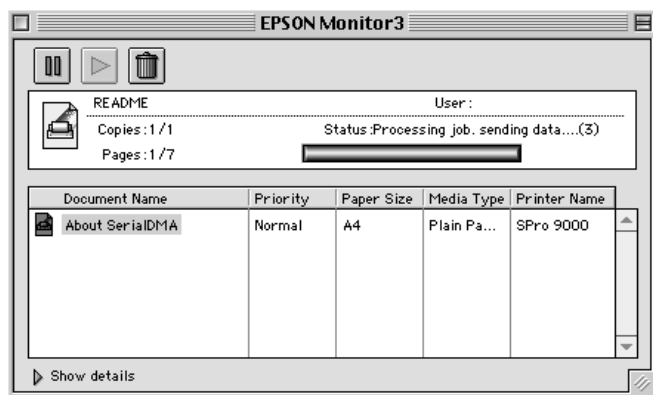 EPSON Monitor3
README User:
Copies:1/1 Status:Processing job. sending data....(3)
Pages:1/7
Document Name Priority Paper Size Media Type Printer Name
About SerialDMA Normal A4 Plain Pa... SPro 9000
Show details